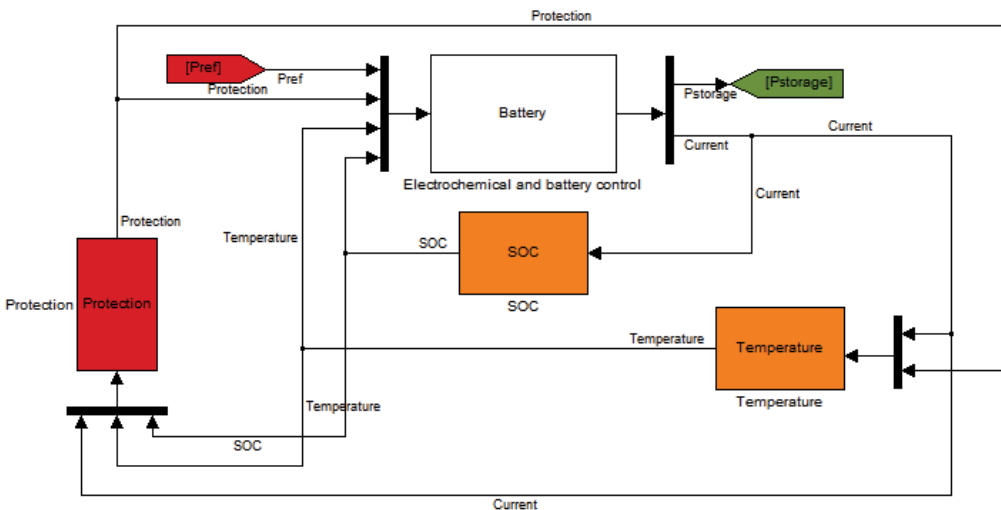 Protection
[Pref]
Pref
Protection
Battery
[Pstorage]
Pstorage
Current
Current
Electrochemical and battery control
Current
Protection
Temperature
SOC
SOC
SOC
Protection
Protection
Temperature
Temperature
Temperature
Temperature
SOC
Current